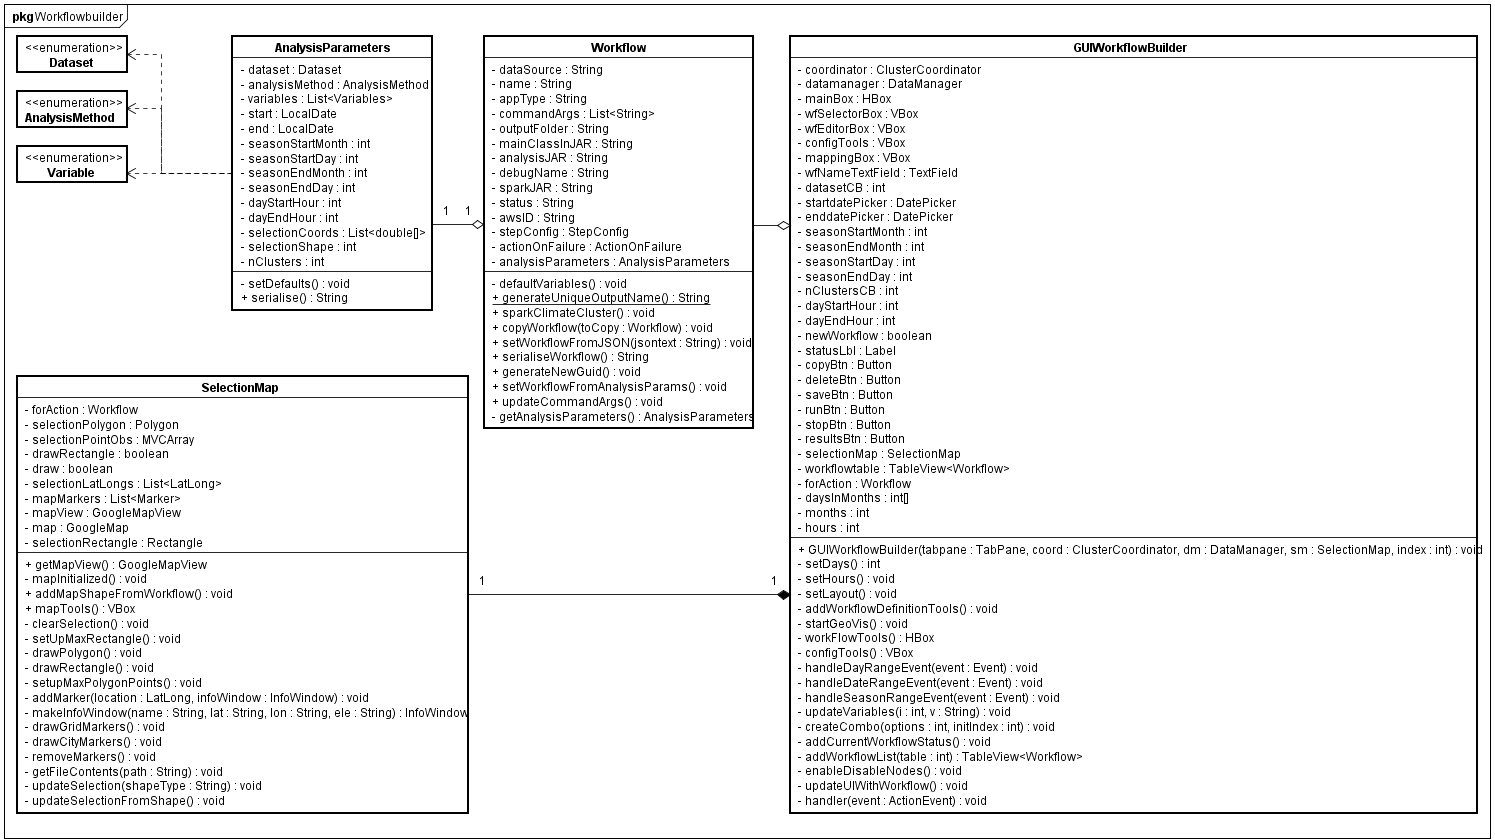 pkg Workflowbuilder
<<enumeration>>
Dataset
<<enumeration>>
AnalysisMethod
<<enumeration>>
Variable
AnalysisParameters
- dataset : Dataset
- analysisMethod : AnalysisMethod
- variables : List<Variables>
- start : LocalDate
- end : LocalDate
- seasonStartMonth : int
- seasonStartDay : int
- seasonEndMonth : int
- seasonEndDay : int
- dayStartHour : int
- dayEndHour : int
- selectionCoords : List<double[]>
- selectionShape : int
- nClusters : int
- setDefaults() : void
+ serialise() : String
1
1
Workflow
- dataSource : String
- name : String
- appType : String
- commandArgs : List<String>
- outputFolder : String
- mainClassInJAR : String
- analysisJAR : String
- debugName : String
- sparkJAR : String
- status : String
- awsID : String
- stepConfig : StepConfig
- actionOnFailure : ActionOnFailure
- analysisParameters : AnalysisParameters
- defaultVariables() : void
+ generateUniqueOutputName() : String
+ sparkClimateCluster() : void
+ copyWorkflow(toCopy : Workflow) : void
+ setWorkflowFromJSON(jsontext : String) : void
+ serialiseWorkflow() : String
+ generateNewGuid() : void
+ setWorkflowFromAnalysisParams() : void
+ updateCommandArgs() : void
- getAnalysisParameters() : AnalysisParameters
GUIWorkflowBuilder
- coordinator : ClusterCoordinator
- datamanager : DataManager
- mainBox : HBox
- wfSelectorBox : VBox
- wfEditorBox : VBox
- configTools : VBox
- mappingBox : VBox
- wfNameTextField : TextField
- datasetCB : int
- startdatePicker : DatePicker
- enddatePicker : DatePicker
- seasonStartMonth : int
- seasonEndMonth : int
- seasonStartDay : int
- seasonEndDay : int
- nClustersCB : int
- dayStartHour : int
- dayEndHour : int
- newWorkflow : boolean
- statusLbl : Label
- copyBtn : Button
- deleteBtn : Button
- saveBtn : Button
- runBtn : Button
- stopBtn : Button
- resultsBtn : Button
- selectionMap : SelectionMap
- workflowtable : TableView<Workflow>
- forAction : Workflow
- daysInMonths : int[]
- months : int
- hours : int
+ GUIWorkflowBuilder(tabpane : TabPane, coord : ClusterCoordinator, dm : DataManager, sm : SelectionMap, index : int) : void
- setDays() : int
- setHours() : void
- setLayout() : void
- addWorkflowDefinitionTools() : void
- startGeoVis() : void
- workFlowTools() : HBox
- configTools() : VBox
- handleDayRangeEvent(event : Event) : void
- handleDateRangeEvent(event : Event) : void
- handleSeasonRangeEvent(event : Event) : void
- updateVariables(i : int, v : String) : void
- createCombo(options : int, initIndex : int) : void
- addCurrentWorkflowStatus() : void
- addWorkflowList(table : int) : TableView<Workflow>
- enableDisableNodes() : void
- updateUIWithWorkflow() : void
- handler(event : ActionEvent) : void
SelectionMap
- forAction : Workflow
- selectionPolygon : Polygon
- selectionPointObs : MVCArray
- drawRectangle : boolean
- draw : boolean
- selectionLatLongs : List<LatLong>
- mapMarkers : List<Marker>
- mapView : GoogleMapView
- map : GoogleMap
- selectionRectangle : Rectangle
+ getMapView() : GoogleMapView
- mapInitialized() : void
+ addMapShapeFromWorkflow() : void
+ mapTools() : VBox
- clearSelection() : void
- setUpMaxRectangle() : void
- drawPolygon() : void
- drawRectangle() : void
- setupMaxPolygonPoints() : void
- addMarker(location : LatLong, infoWindow : InfoWindow) : void
- makeInfoWindow(name : String, lat : String, lon : String, ele : String) : InfoWindow
- drawGridMarkers() : void
- drawCityMarkers() : void
- removeMarkers() : void
- getFileContents(path : String) : void
- updateSelection(shapeType : String) : void
- updateSelectionFromShape() : void
1
1